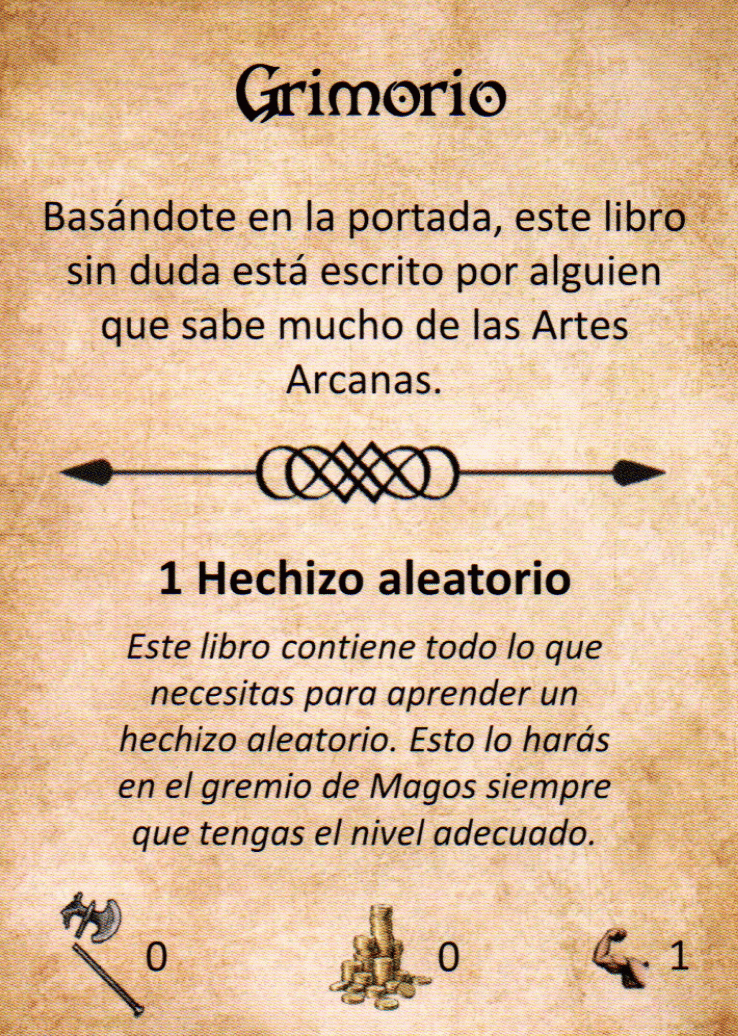 Grimorio
Basándote en la portada, este libro
sin duda está escrito por alguien
que sabe mucho de las Artes
Arcanas.
1 Hechizo aleatorio
Este libro contiene todo lo que
necesitas para aprender un
hechizo aleatorio. Esto lo harás
en el gremio de Magos siempre
que tengas el nivel adecuado.
0 0 1